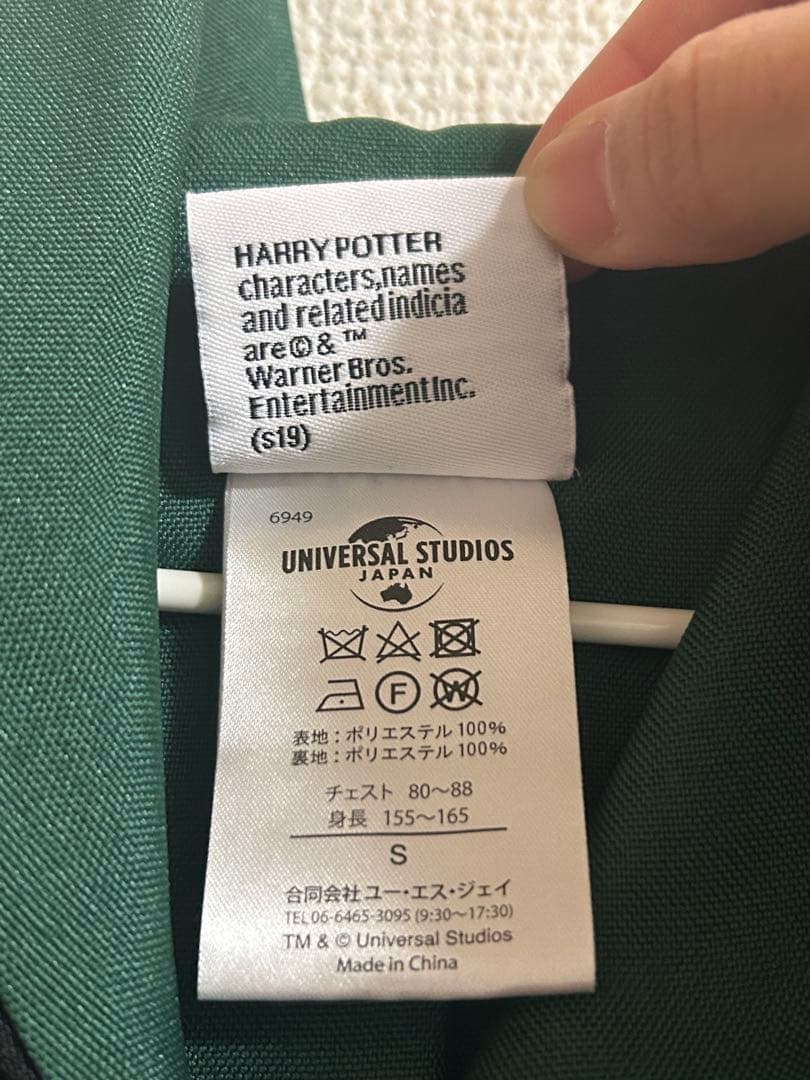 HARRY POTTER
characters,names
and related indicia
are © & ™
Warner Bros.
Entertainment Inc.
(s19)
6949
UNIVERSAL STUDIOS
JAPAN
F W
表地：ポリエステル 100%
裏地：ポリエステル 100%
チェスト 80～88
身長 155～165
S
合同会社ユー・エス・ジェイ
TEL 06-6465-3095 (9:30～17:30)
TM & © Universal Studios
Made in China